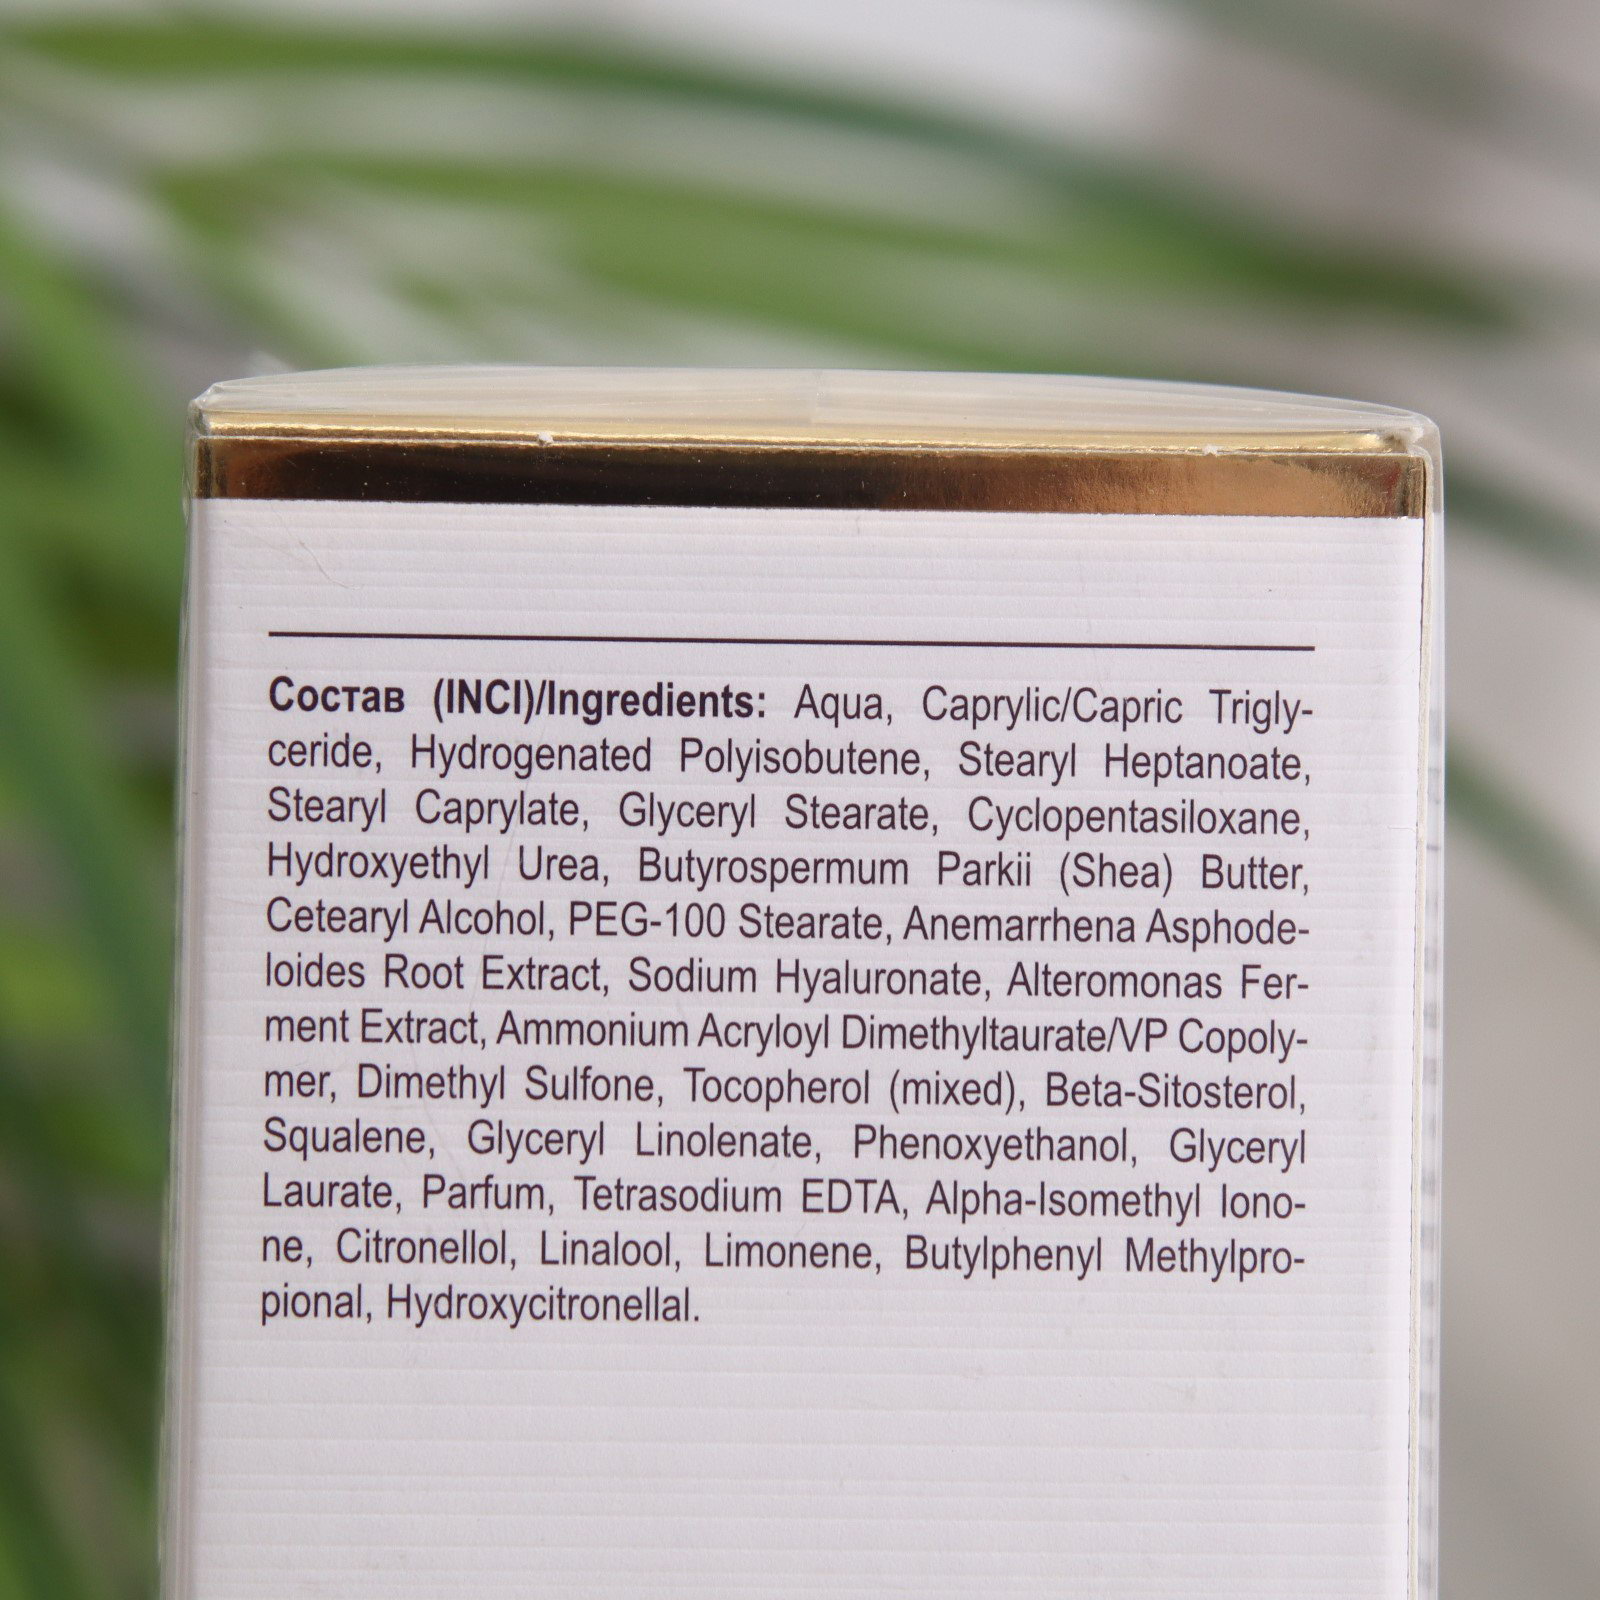 Состав (INCI)/Ingredients: Aqua, Caprylic/Capric Trigly-
ceride, Hydrogenated Polyisobutene, Stearyl Heptanoate,
Stearyl Caprylate, Glyceryl Stearate, Cyclopentasiloxane,
Hydroxyethyl Urea, Butyrospermum Parkii (Shea) Butter,
Cetearyl Alcohol, PEG-100 Stearate, Anemarrhena Asphode-
loides Root Extract, Sodium Hyaluronate, Alteromonas Fer-
ment Extract, Ammonium Acryloyl Dimethyltaurate/VP Copoly-
mer, Dimethyl Sulfone, Tocopherol (mixed), Beta-Sitosterol,
Squalene, Glyceryl Linolenate, Phenoxyethanol, Glyceryl
Laurate, Parfum, Tetrasodium EDTA, Alpha-Isomethyl Iono-
ne, Citronellol, Linalool, Limonene, Butylphenyl Methylpro-
pional, Hydroxycitronellal.